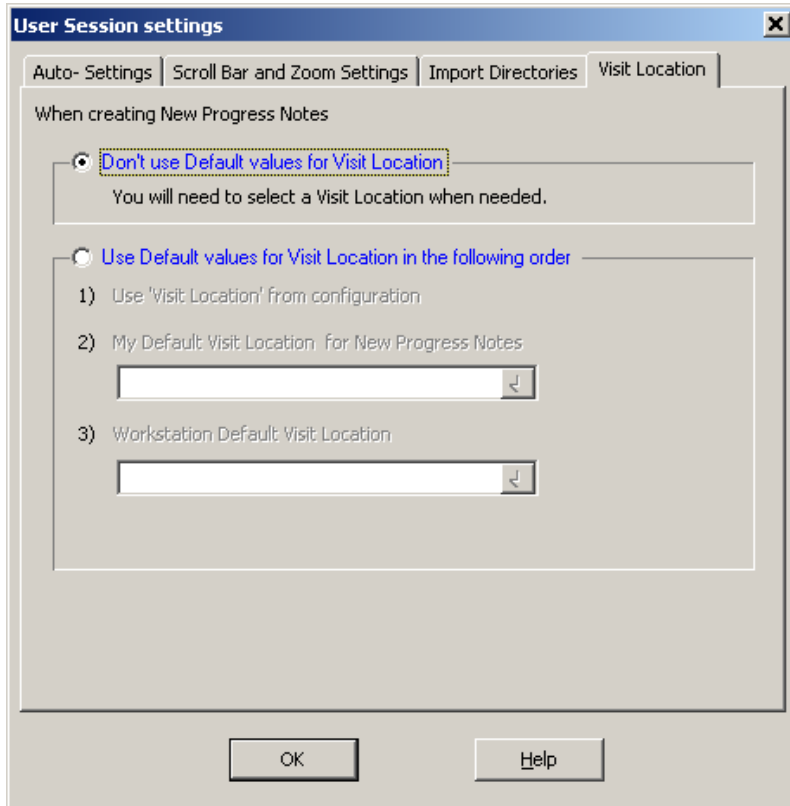 User Session settings
Auto- Settings Scroll Bar and Zoom Settings Import Directories Visit Location
When creating New Progress Notes
Don't use Default values for Visit Location
You will need to select a Visit Location when needed.
Use Default values for Visit Location in the following order
1) Use 'Visit Location' from configuration
2) My Default Visit Location for New Progress Notes
3) Workstation Default Visit Location
OK Help